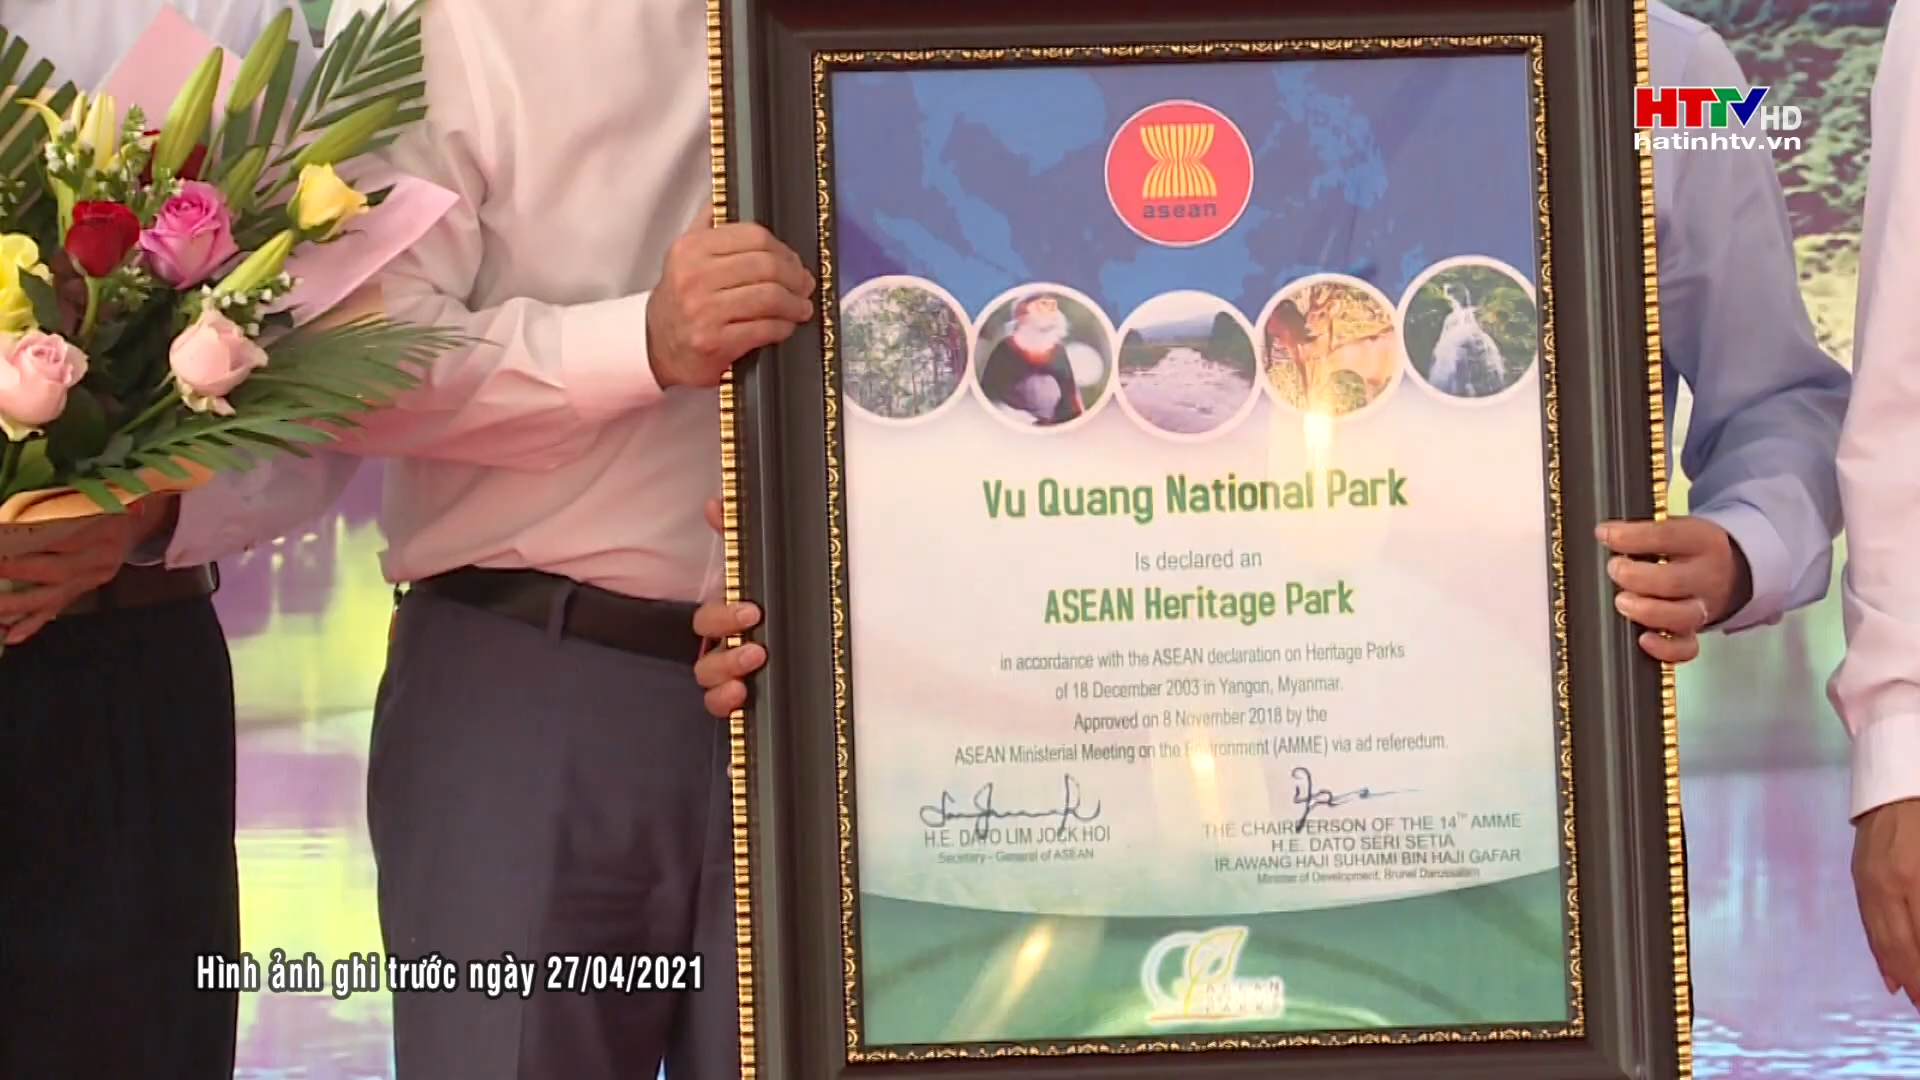 HTTV HD
hatinhtv.vn
asean
Vu Quang National Park
Is declared an
ASEAN Heritage Park
in accordance with the ASEAN declaration on Heritage Parks
of 18 December 2003 in Yangon, Myanmar.
Approved on 8 November 2018 by the
ASEAN Ministerial Meeting on the Environment (AMME) via ad referedum.
H.E. DATO LIM JOCK HOI
Secretary - General of ASEAN
THE CHAIRPERSON OF THE 14TH AMME
H.E. DATO SERI SETIA
IR.AWANG HAJI SUHAIMI BIN HAJI GAFAR
Minister of Development, Brunei Darussalam
Hình ảnh ghi trước ngày 27/04/2021